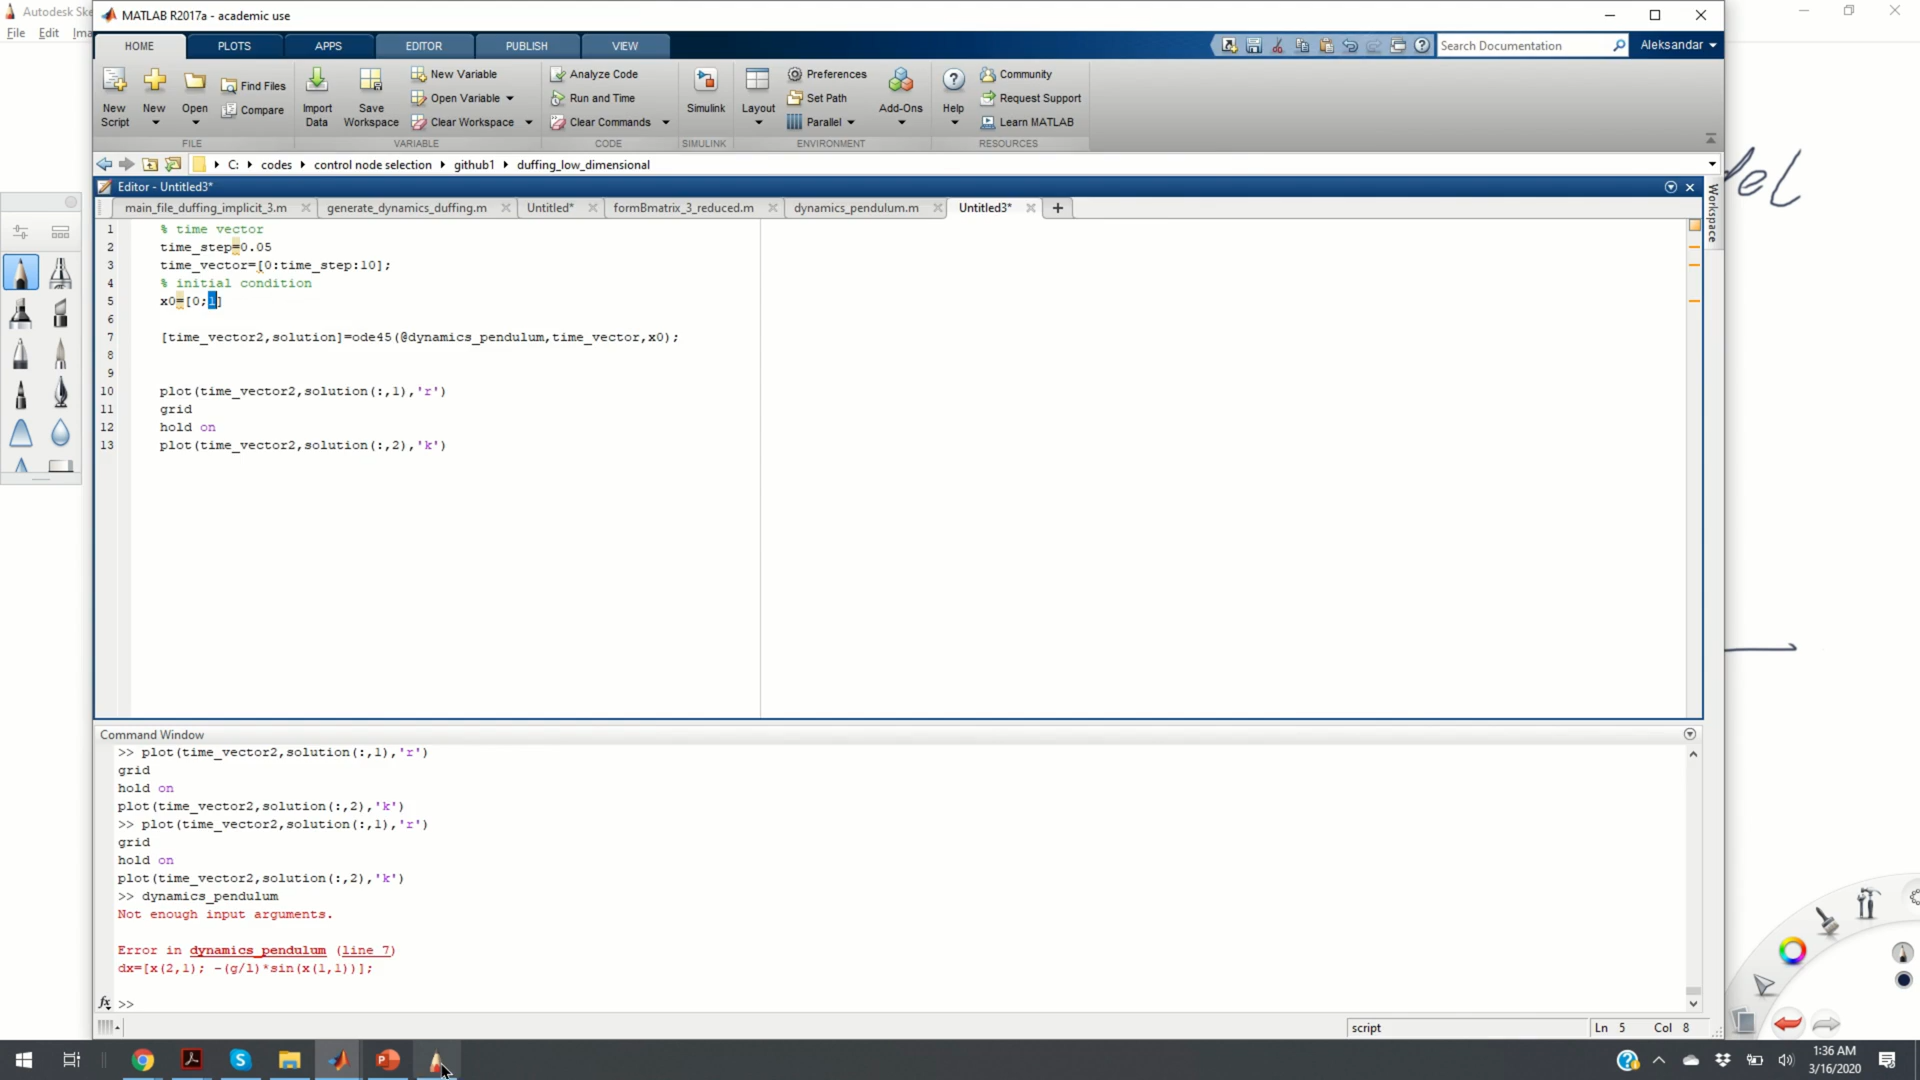 Autodesk Ske
File Edit Ima
MATLAB R2017a - academic use
HOME PLOTS APPS EDITOR PUBLISH VIEW
Search Documentation
Aleksandar
New Script
New
Open
Find Files
Compare
Import Data
Save Workspace
New Variable
Open Variable
Clear Workspace
Analyze Code
Run and Time
Clear Commands
Simulink
Layout
Preferences
Set Path
Parallel
Add-Ons
Help
Community
Request Support
Learn MATLAB
FILE VARIABLE CODE SIMULINK ENVIRONMENT RESOURCES
C: codes control node selection github1 duffing_low_dimensional
Editor - Untitled3*
main_file_duffing_implicit_3.m generate_dynamics_duffing.m Untitled* formBmatrix_3_reduced.m dynamics_pendulum.m Untitled3*
Workspace
1 % time vector
2 time_step=0.05
3 time_vector=[0:time_step:10];
4 % initial condition
5 x0=[0;1]
6
7 [time_vector2,solution]=ode45(@dynamics_pendulum,time_vector,x0);
8
9
10 plot(time_vector2,solution(:,1),'r')
11 grid
12 hold on
13 plot(time_vector2,solution(:,2),'k')
Command Window
>> plot(time_vector2,solution(:,1),'r')
grid
hold on
plot(time_vector2,solution(:,2),'k')
>> plot(time_vector2,solution(:,1),'r')
grid
hold on
plot(time_vector2,solution(:,2),'k')
>> dynamics_pendulum
Not enough input arguments.
Error in dynamics_pendulum (line 7)
dx=[x(2,1); -(g/l)*sin(x(1,1))];
fx >>
script
Ln 5 Col 8
1:36 AM
3/16/2020